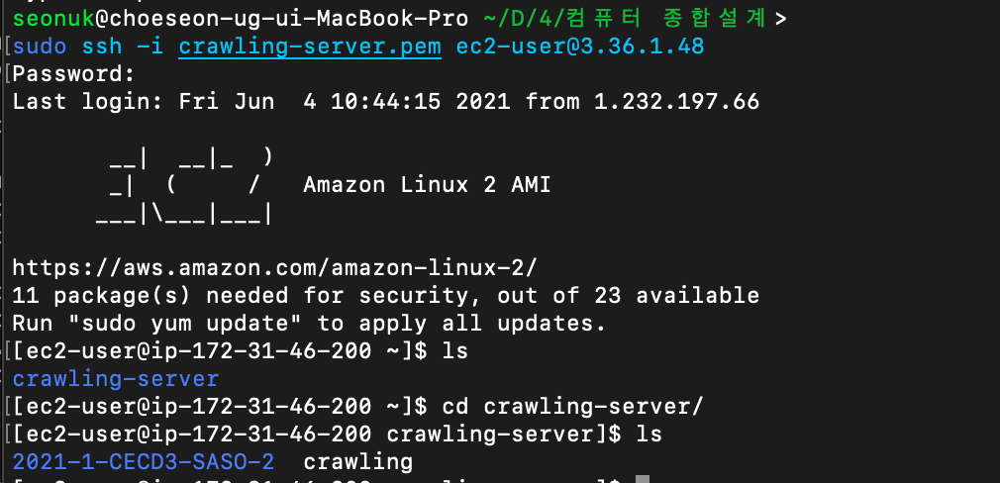 seonuk@choeseon-ug-ui-MacBook-Pro ~/D/4/컴퓨터 종합설계>
[sudo ssh -i crawling-server.pem ec2-user@3.36.1.48
[Password:
Last login: Fri Jun  4 10:44:15 2021 from 1.232.197.66
       __|  __|_  )
       _|  (     /   Amazon Linux 2 AMI
      ___|\___|___|
https://aws.amazon.com/amazon-linux-2/
11 package(s) needed for security, out of 23 available
Run "sudo yum update" to apply all updates.
[[ec2-user@ip-172-31-46-200 ~]$ ls
crawling-server
[[ec2-user@ip-172-31-46-200 ~]$ cd crawling-server/
[[ec2-user@ip-172-31-46-200 crawling-server]$ ls
2021-1-CECD3-SASO-2  crawling